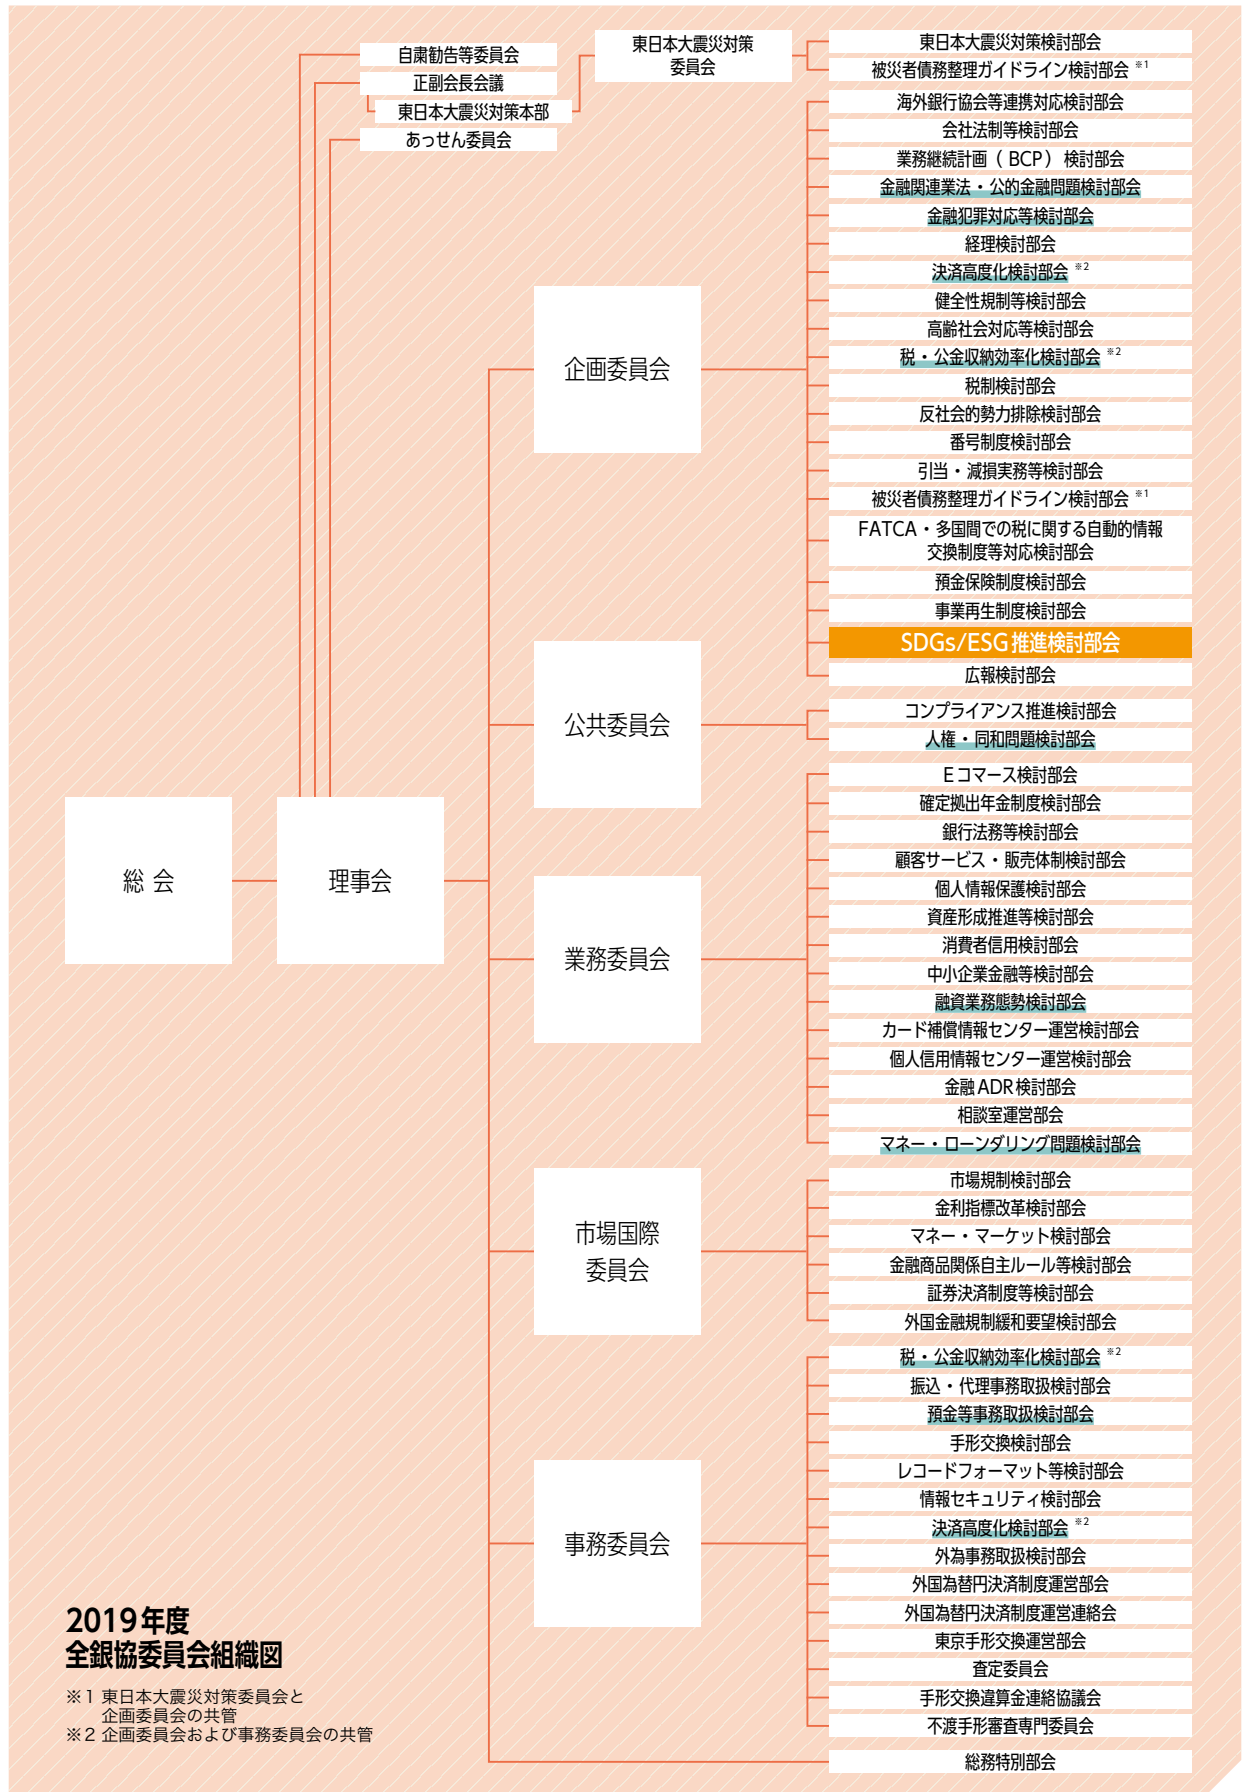 自粛勧告等委員会
正副会長会議
東日本大震災対策本部
あっせん委員会
東日本大震災対策
委員会
東日本大震災対策検討部会
被災者債務整理ガイドライン検討部会 ※1
海外銀行協会等連携対応検討部会
会社法制等検討部会
業務継続計画（BCP）検討部会
金融関連業法・公的金融問題検討部会
金融犯罪対応等検討部会
経理検討部会
決済高度化検討部会 ※2
健全性規制等検討部会
高齢社会対応等検討部会
税・公金収納効率化検討部会 ※2
税制検討部会
反社会的勢力排除検討部会
番号制度検討部会
引当・減損実務等検討部会
被災者債務整理ガイドライン検討部会 ※1
FATCA・多国間での税に関する自動的情報
交換制度等対応検討部会
預金保険制度検討部会
事業再生制度検討部会
SDGs/ESG推進検討部会
広報検討部会
企画委員会
公共委員会
コンプライアンス推進検討部会
人権・同和問題検討部会
総会
理事会
業務委員会
Eコマース検討部会
確定拠出年金制度検討部会
銀行法務等検討部会
顧客サービス・販売体制検討部会
個人情報保護検討部会
資産形成推進等検討部会
消費者信用検討部会
中小企業金融等検討部会
融資業務態勢検討部会
カード補償情報センター運営検討部会
個人信用情報センター運営検討部会
金融ADR検討部会
相談室運営部会
マネー・ローンダリング問題検討部会
市場国際
委員会
市場規制検討部会
金利指標改革検討部会
マネー・マーケット検討部会
金融商品関係自主ルール等検討部会
証券決済制度等検討部会
外国金融規制緩和要望検討部会
事務委員会
税・公金収納効率化検討部会 ※2
振込・代理事務取扱検討部会
預金等事務取扱検討部会
手形交換検討部会
レコードフォーマット等検討部会
情報セキュリティ検討部会
決済高度化検討部会 ※2
外為事務取扱検討部会
外国為替円決済制度運営部会
外国為替円決済制度運営連絡会
東京手形交換運営部会
査定委員会
手形交換違算金連絡協議会
不渡手形審査専門委員会
総務特別部会
2019年度
全銀協委員会組織図
※1 東日本大震災対策委員会と
企画委員会の共管
※2 企画委員会および事務委員会の共管